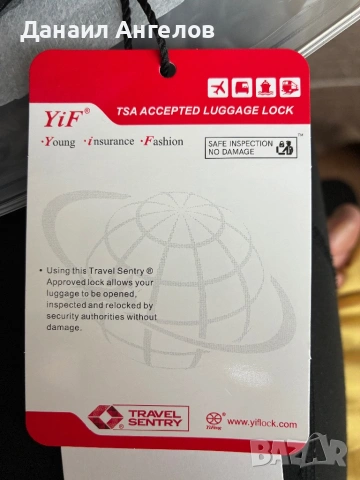 Данаил Ангелов
YiF®
TSA ACCEPTED LUGGAGE LOCK
·Young ·insurance ·Fashion
SAFE INSPECTION
NO DAMAGE
TM
• Using this Travel Sentry ®
Approved lock allows your
luggage to be opened,
inspected and relocked by
security authorities without
damage.
TRAVEL
SENTRY
www.yiflock.com
BAZAR